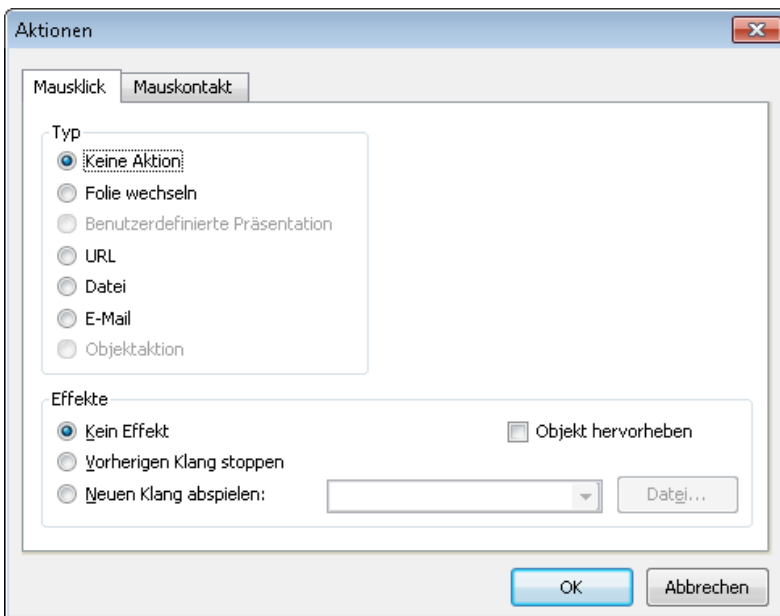 Aktionen
Mausklick Mauskontakt
Typ
Keine Aktion
Folie wechseln
Benutzerdefinierte Präsentation
URL
Datei
E-Mail
Objektaktion
Effekte
Kein Effekt Objekt hervorheben
Vorherigen Klang stoppen
Neuen Klang abspielen: Datei...
OK Abbrechen